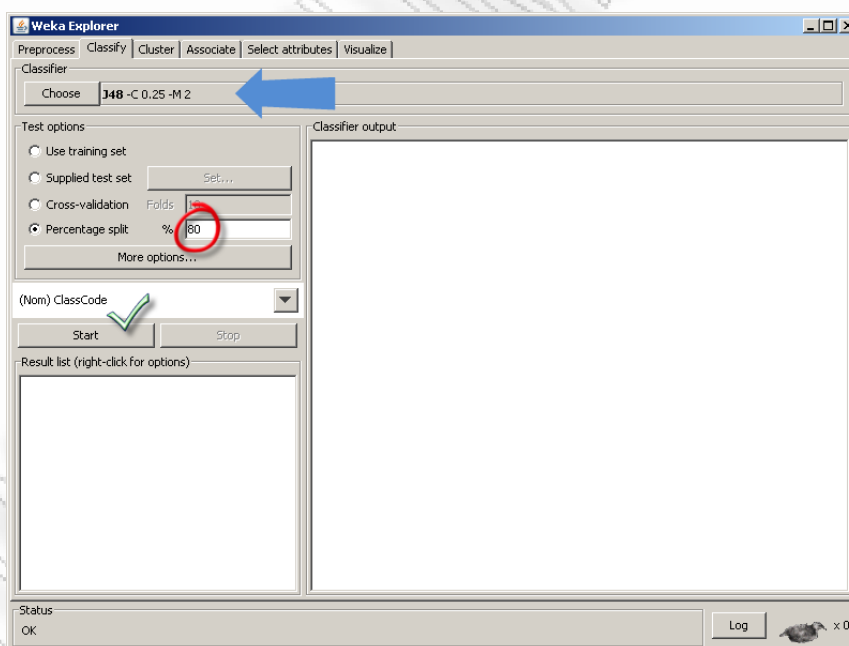 Weka Explorer
Preprocess Classify Cluster Associate Select attributes Visualize
Classifier
Choose J48 -C 0.25 -M 2
Test options
Use training set
Supplied test set Set...
Cross-validation Folds 10
Percentage split % 80
More options...
(Nom) ClassCode
Start Stop
Result list (right-click for options)
Classifier output
Status
OK
Log x 0